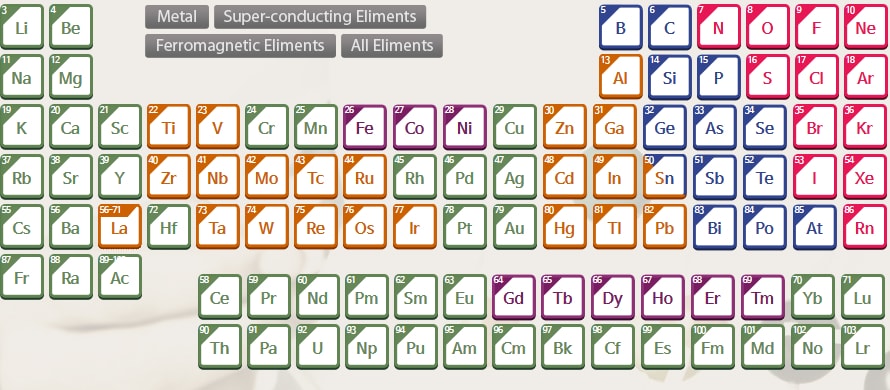 3 Li 4 Be Metal Super-conducting Eliments 5 B 6 C 7 N 8 O 9 F 10 Ne
Ferromagnetic Eliments All Eliments
11 Na 12 Mg 13 Al 14 Si 15 P 16 S 17 Cl 18 Ar
19 K 20 Ca 21 Sc 22 Ti 23 V 24 Cr 25 Mn 26 Fe 27 Co 28 Ni 29 Cu 30 Zn 31 Ga 32 Ge 33 As 34 Se 35 Br 36 Kr
37 Rb 38 Sr 39 Y 40 Zr 41 Nb 42 Mo 43 Tc 44 Ru 45 Rh 46 Pd 47 Ag 48 Cd 49 In 50 Sn 51 Sb 52 Te 53 I 54 Xe
55 Cs 56 Ba 56-71 La 72 Hf 73 Ta 74 W 75 Re 76 Os 77 Ir 78 Pt 79 Au 80 Hg 81 Tl 82 Pb 83 Bi 84 Po 85 At 86 Rn
87 Fr 88 Ra Ac
58 Ce 59 Pr 60 Nd 61 Pm 62 Sm 63 Eu 64 Gd 65 Tb 66 Dy 67 Ho 68 Er 69 Tm 70 Yb 71 Lu
90 Th 91 Pa 92 U 93 Np 94 Pu 95 Am 96 Cm 97 Bk 98 Cf 99 Es 100 Fm 101 Md 102 No 103 Lr